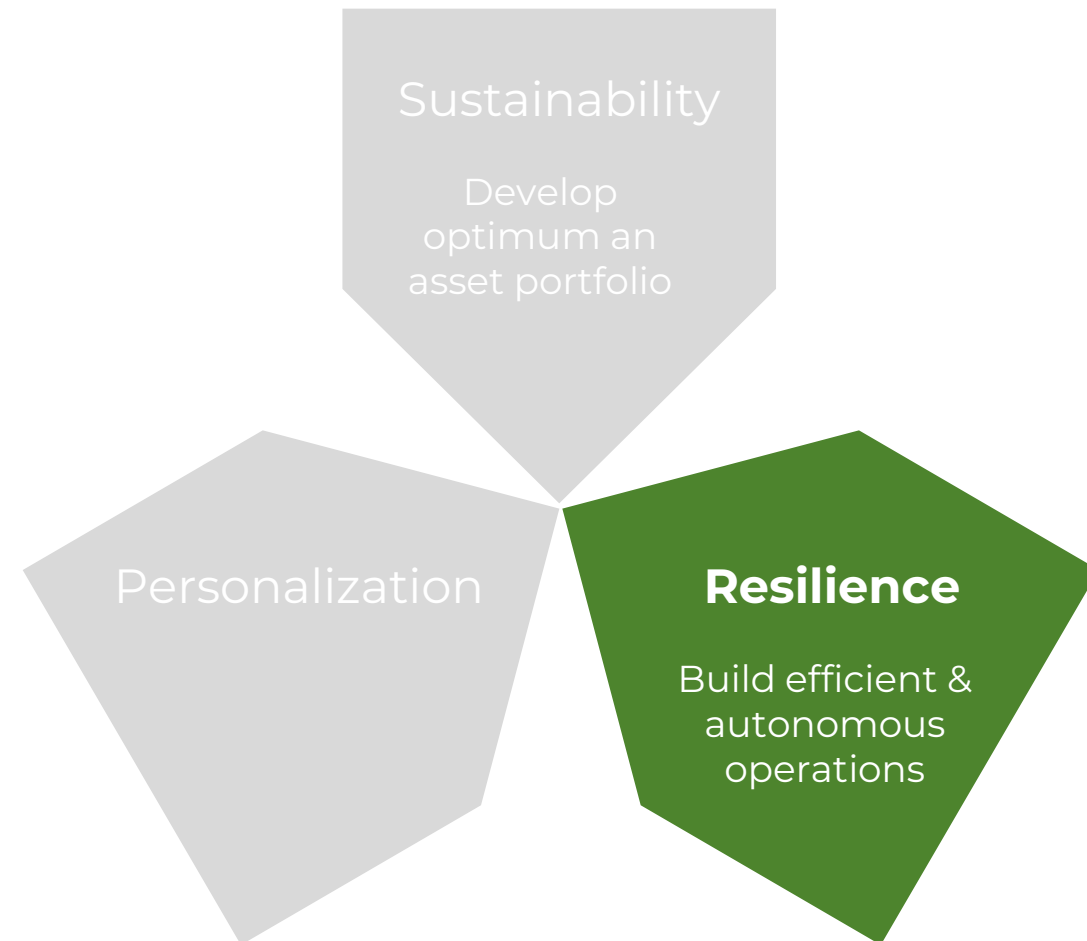 Sustainability
Develop
optimum an
asset portfolio
Personalization
Resilience
Build efficient &
autonomous
operations